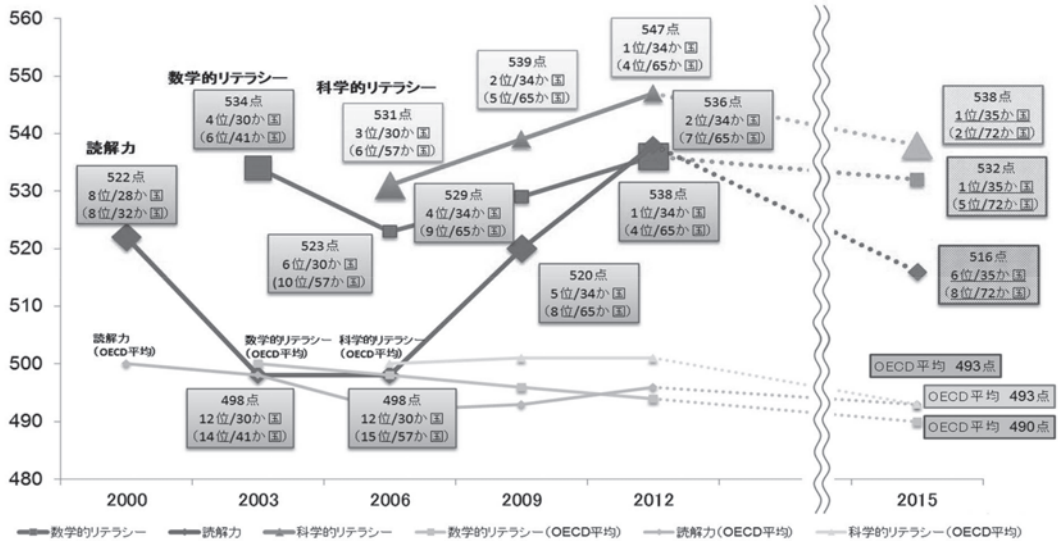 560
550
540
530
520
510
500
490
480
読解力
522点
8位/28か国
(8位/32か国)
数学的リテラシー
534点
4位/30か国
(6位/41か国)
科学的リテラシー
531点
3位/30か国
(6位/57か国)
539点
2位/34か国
(5位/65か国)
547点
1位/34か国
(4位/65か国)
536点
2位/34か国
(7位/65か国)
538点
1位/35か国
(2位/72か国)
532点
1位/35か国
(5位/72か国)
516点
6位/35か国
(8位/72か国)
523点
6位/30か国
(10位/57か国)
529点
4位/34か国
(9位/65か国)
538点
1位/34か国
(4位/65か国)
520点
5位/34か国
(8位/65か国)
読解力
(OECD平均)
数学的リテラシー
(OECD平均)
科学的リテラシー
(OECD平均)
498点
12位/30か国
(14位/41か国)
498点
12位/30か国
(15位/57か国)
OECD平均 493点
OECD平均 493点
OECD平均 490点
2000
2003
2006
2009
2012
2015
数学的リテラシー
読解力
科学的リテラシー
数学的リテラシー(OECD平均)
読解力(OECD平均)
科学的リテラシー(OECD平均)